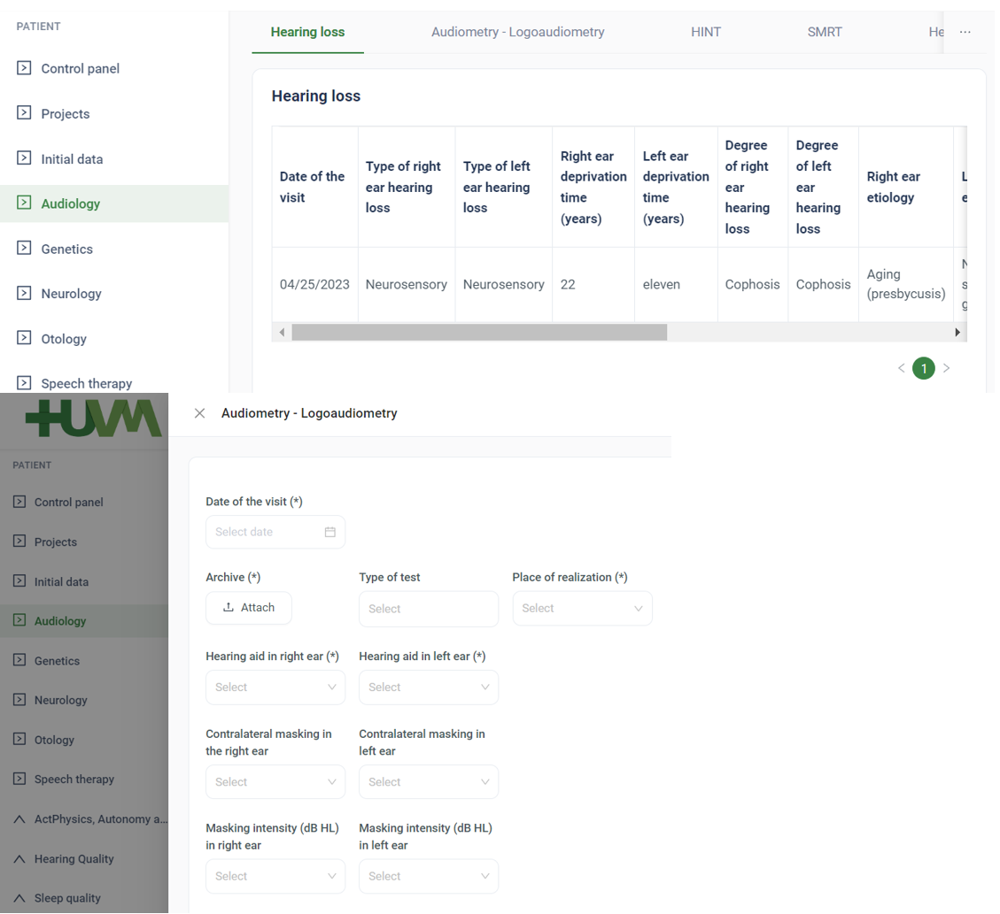 PATIENT
Control panel
Projects
Initial data
Audiology
Genetics
Neurology
Otology
Speech therapy
Hearing loss
Audiometry - Logoaudiometry
HINT
SMRT
He
...
Hearing loss
Date of the
visit
Type of right
ear hearing
loss
Type of left
ear hearing
loss
Right ear
deprivation
time
(years)
Left ear
deprivation
time
(years)
Degree
of right
ear
hearing
loss
Degree
of left
ear
hearing
loss
Right ear
etiology
L
e
04/25/2023
Neurosensory
Neurosensory
22
eleven
Cophosis
Cophosis
Aging
(presbycusis)
N
s
g
1
HUVM
PATIENT
Control panel
Projects
Initial data
Audiology
Genetics
Neurology
Otology
Speech therapy
ActPhysics, Autonomy a...
Hearing Quality
Sleep quality
Audiometry - Logoaudiometry
Date of the visit (*)
Select date
Archive (*)
Attach
Type of test
Select
Place of realization (*)
Select
Hearing aid in right ear (*)
Select
Hearing aid in left ear (*)
Select
Contralateral masking in
the right ear
Select
Contralateral masking in
left ear
Select
Masking intensity (dB HL)
in right ear
Select
Masking intensity (dB HL)
in left ear
Select